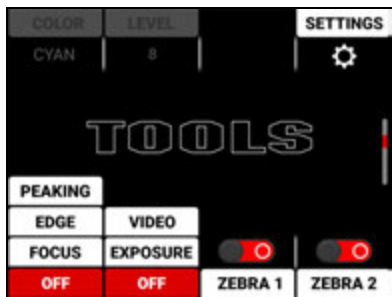 COLOR LEVEL SETTINGS
CYAN 8
TOOLS
PEAKING
EDGE VIDEO
FOCUS EXPOSURE
OFF OFF ZEBRA 1 ZEBRA 2